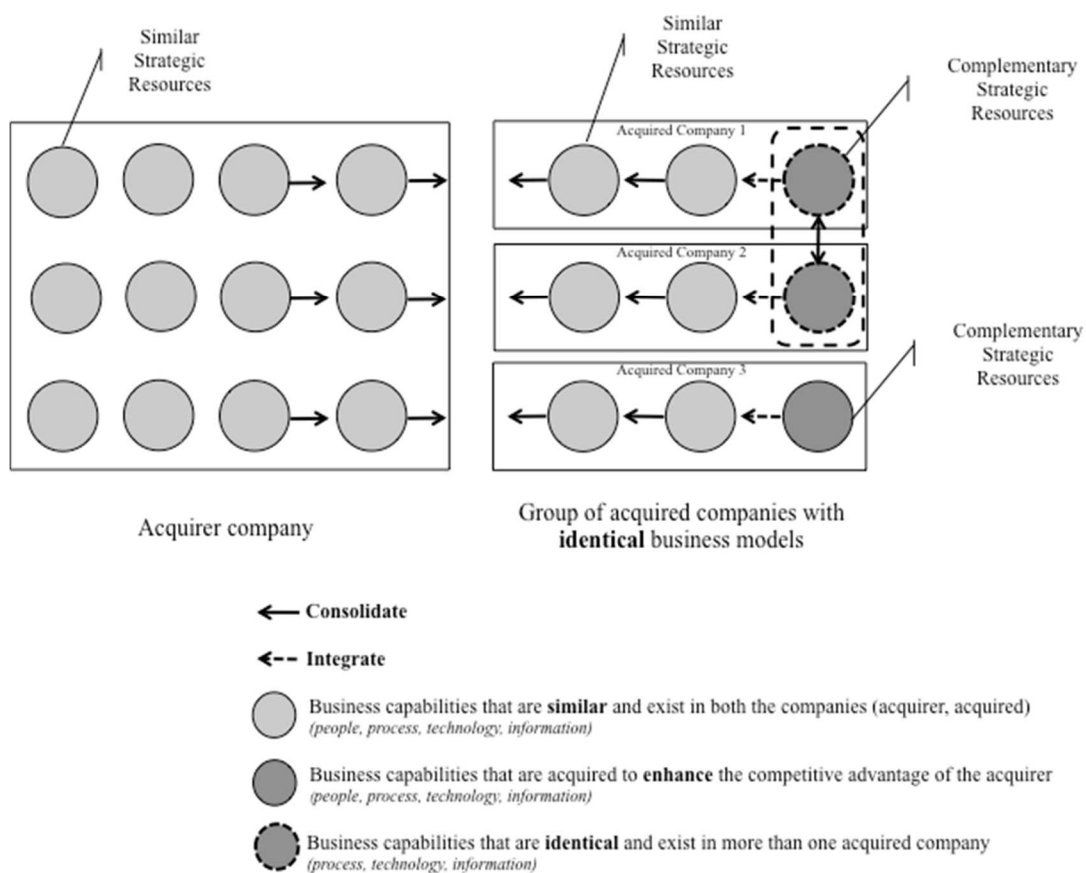 Similar
Strategic
Resources
Similar
Strategic
Resources
Complementary
Strategic
Resources
Acquired Company 1
Acquired Company 2
Complementary
Strategic
Resources
Acquired Company 3
Acquirer company
Group of acquired companies with
identical business models
Consolidate
Integrate
Business capabilities that are similar and exist in both the companies (acquirer, acquired)
(people, process, technology, information)
Business capabilities that are acquired to enhance the competitive advantage of the acquirer
(people, process, technology, information)
Business capabilities that are identical and exist in more than one acquired company
(process, technology, information)